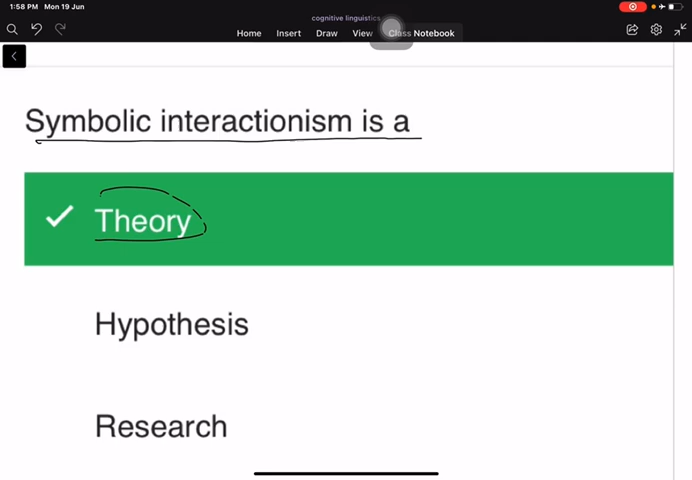 1:58 PM Mon 19 Jun
cognitive linguistics
Home Insert Draw View Class Notebook
Symbolic interactionism is a
Theory
Hypothesis
Research